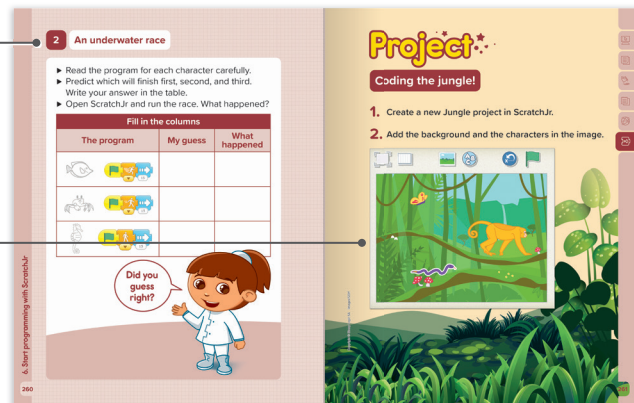 2 An underwater race
▶ Read the program for each character carefully.
▶ Predict which will finish first, second, and third.
Write your answer in the table.
▶ Open ScratchJr and run the race. What happened?
Fill in the columns
The program My guess What happened
Did you
guess
right?
6. Start programming with ScratchJr
260
Project
Coding the jungle!
1. Create a new Jungle project in ScratchJr.
2. Add the background and the characters in the image.
261